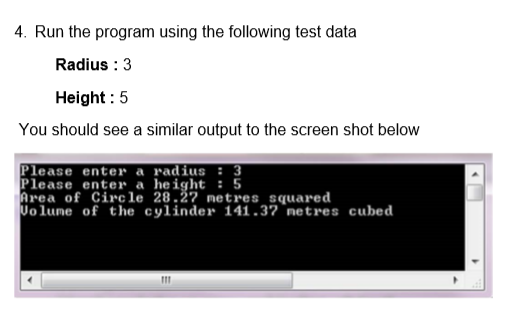 4. Run the program using the following test data
Radius : 3
Height : 5
You should see a similar output to the screen shot below
Please enter a radius : 3
Please enter a height : 5
Area of Circle 28.27 metres squared
Volume of the cylinder 141.37 metres cubed